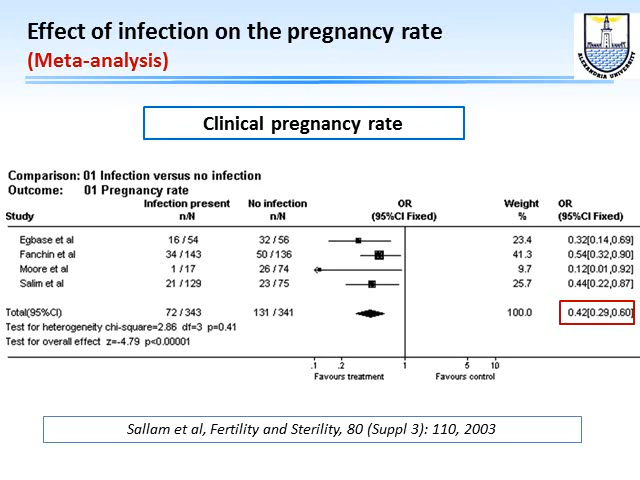 Effect of infection on the pregnancy rate
(Meta-analysis)
ALEXANDRIA UNIVERSITY
Clinical pregnancy rate
Comparison: 01 Infection versus no infection
Outcome: 01 Pregnancy rate
Infection present No infection OR Weight OR
Study n/N n/N (95%CI Fixed) % (95%CI Fixed)
Egbase et al 16 / 54 32 / 56 23.4 0.32[0.14,0.69]
Fanchin et al 34 / 143 50 / 136 41.3 0.54[0.32,0.90]
Moore et al 1 / 17 26 / 74 9.7 0.12[0.01,0.92]
Salim et al 21 / 129 23 / 75 25.7 0.44[0.22,0.87]
Total(95%CI) 72 / 343 131 / 341 100.0 0.42[0.29,0.60]
Test for heterogeneity chi-square=2.86 df=3 p=0.41
Test for overall effect z=-4.79 p<0.00001
.1 .2 1 5 10
Favours treatment Favours control
Sallam et al, Fertility and Sterility, 80 (Suppl 3): 110, 2003